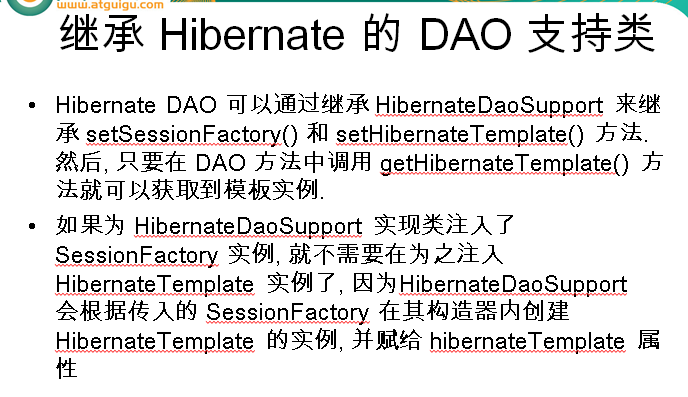 www.atguigu.com
继承 Hibernate 的 DAO 支持类
• Hibernate DAO 可以通过继承 HibernateDaoSupport 来继
承 setSessionFactory() 和 setHibernateTemplate() 方法.
然后, 只要在 DAO 方法中调用 getHibernateTemplate() 方
法就可以获取到模板实例.
• 如果为 HibernateDaoSupport 实现类注入了
SessionFactory 实例, 就不需要在为之注入
HibernateTemplate 实例了, 因为HibernateDaoSupport
会根据传入的 SessionFactory 在其构造器内创建
HibernateTemplate 的实例, 并赋给 hibernateTemplate 属
性